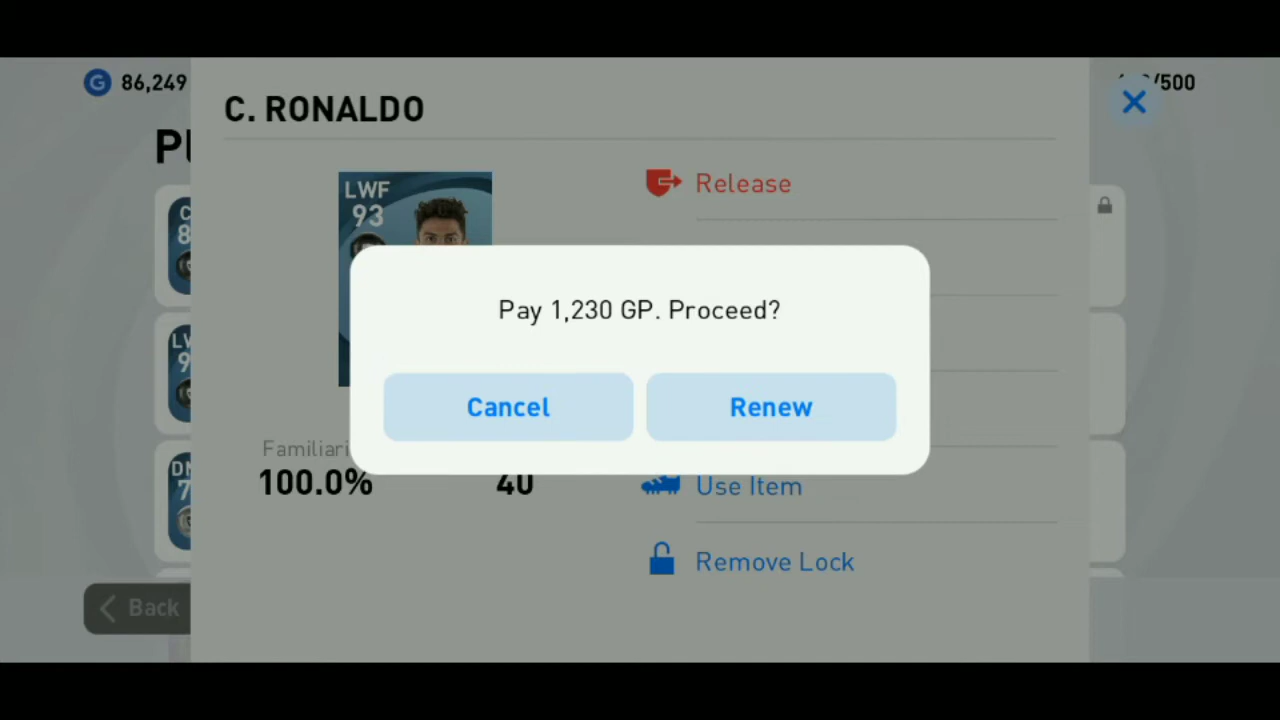 86,249
/500
C. RONALDO
LWF
93
Release
Pay 1,230 GP. Proceed?
Cancel
Renew
100.0%
40
Use Item
Remove Lock
Back